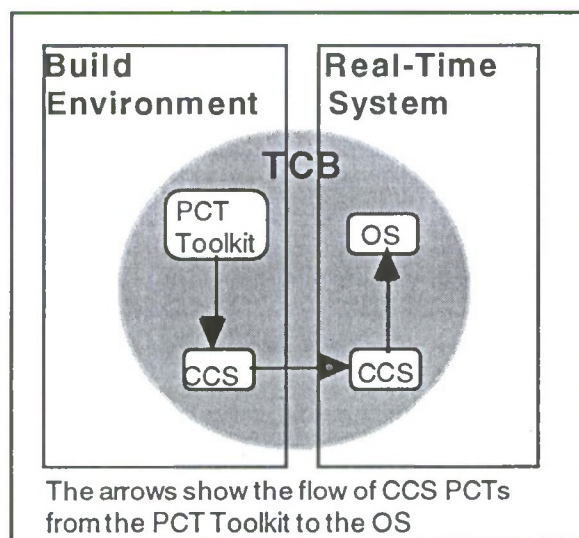 Build
Environment
Real-Time
System
TCB
PCT
Toolkit
OS
CCS
CCS
The arrows show the flow of CCS PCTs
from the PCT Toolkit to the OS